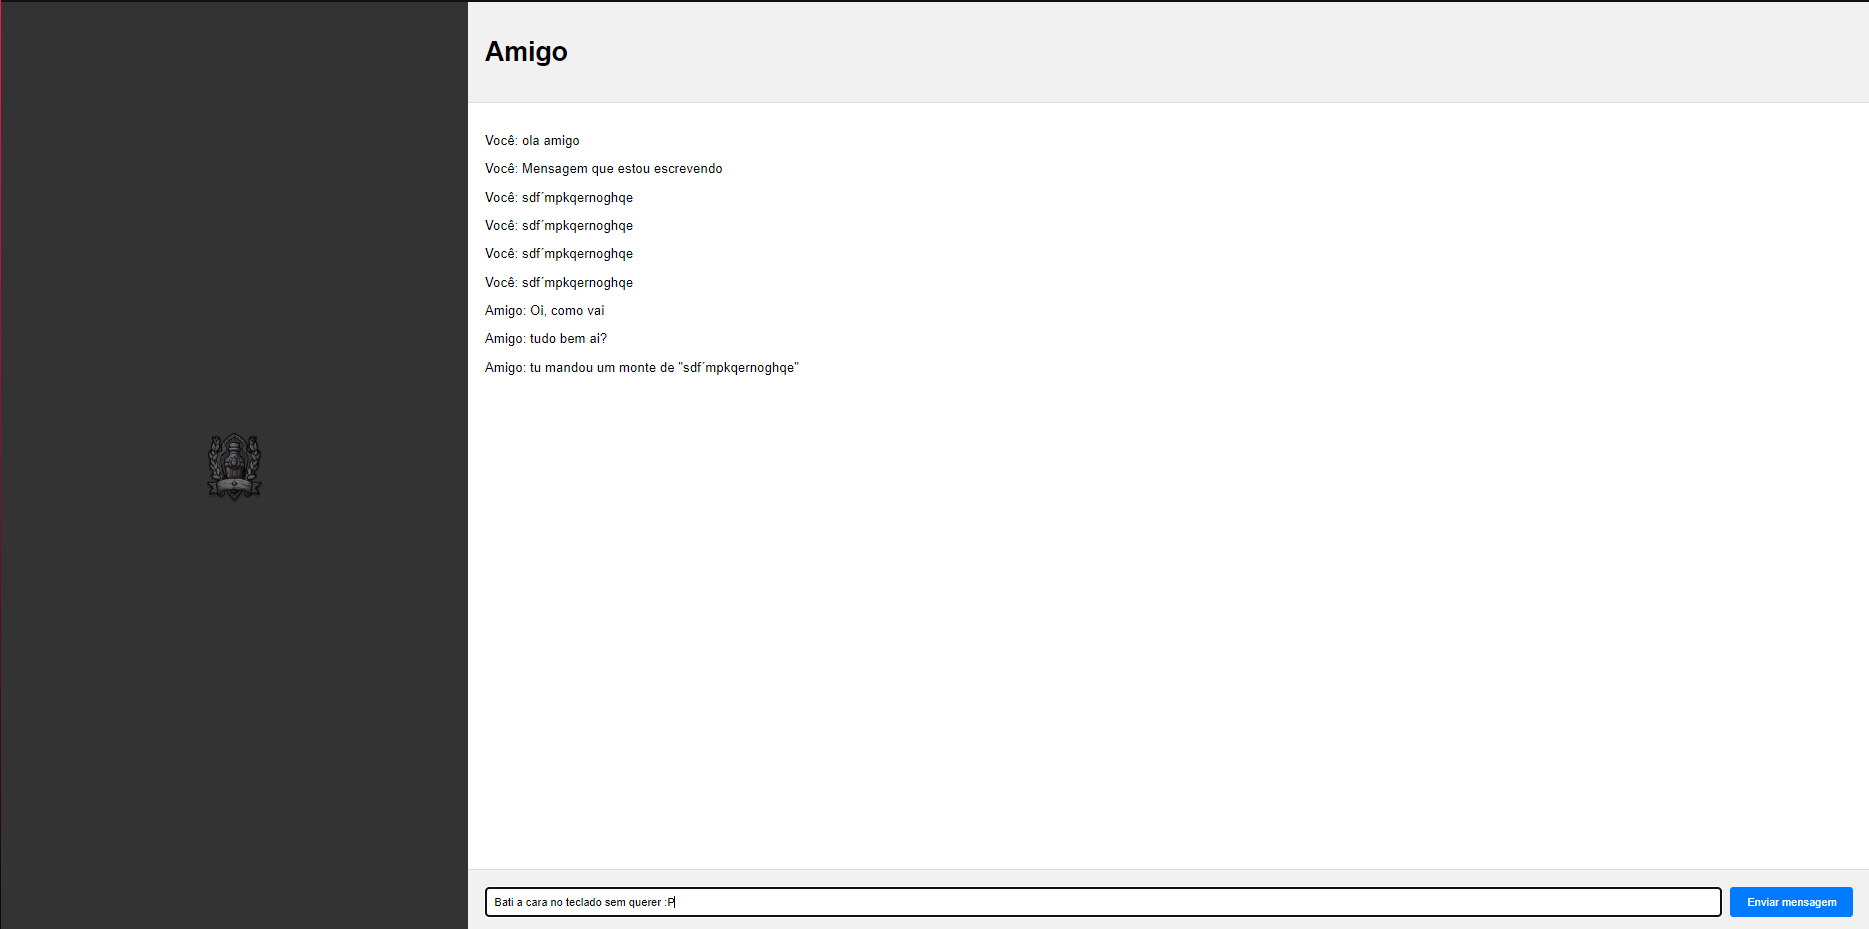 Amigo
Você: ola amigo
Você: Mensagem que estou escrevendo
Você: sdf´mpkqernoghqe
Você: sdf´mpkqernoghqe
Você: sdf´mpkqernoghqe
Você: sdf´mpkqernoghqe
Amigo: Oi, como vai
Amigo: tudo bem ai?
Amigo: tu mandou um monte de "sdf´mpkqernoghqe"
Bati a cara no teclado sem querer :P
Enviar mensagem